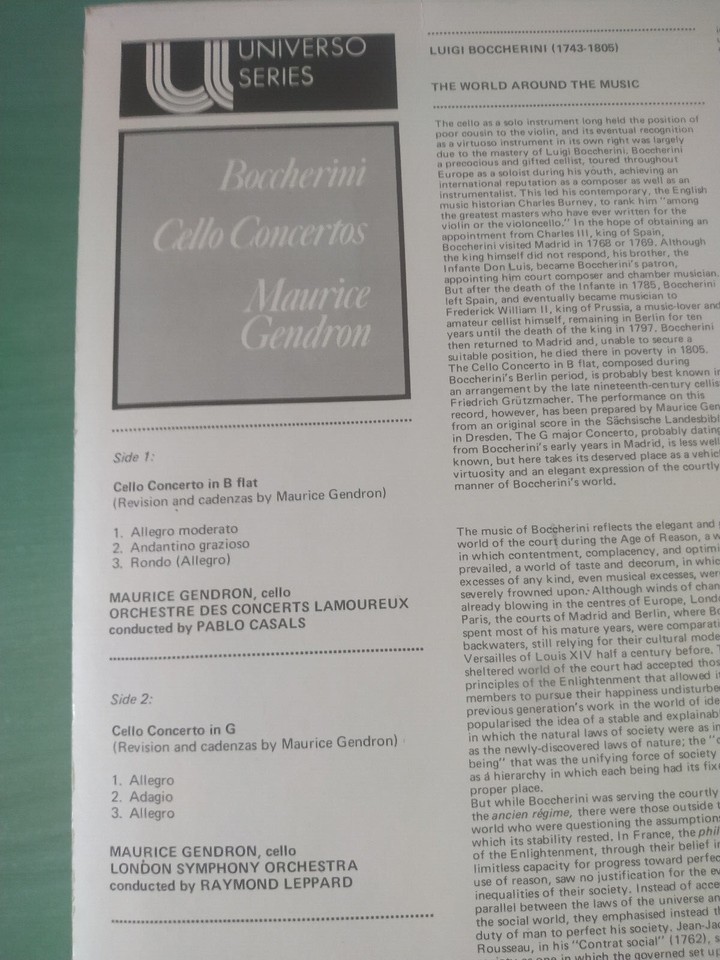 UNIVERSO
SERIES
Boccherini
Cello Concertos
Maurice
Gendron
Side 1:
Cello Concerto in B flat
(Revision and cadenzas by Maurice Gendron)
1. Allegro moderato
2. Andantino grazioso
3. Rondo (Allegro)
MAURICE GENDRON, cello
ORCHESTRE DES CONCERTS LAMOUREUX
conducted by PABLO CASALS
Side 2:
Cello Concerto in G
(Revision and cadenzas by Maurice Gendron)
1. Allegro
2. Adagio
3. Allegro
MAURICE GENDRON, cello
LONDON SYMPHONY ORCHESTRA
conducted by RAYMOND LEPPARD
LUIGI BOCCHERINI (1743-1805)
THE WORLD AROUND THE MUSIC
The cello as a solo instrument long held the position of
poor cousin to the violin, and its eventual recognition
as a virtuoso instrument in its own right was largely
due to the mastery of Luigi Boccherini. Boccherini
a precocious and gifted cellist, toured throughout
Europe as a soloist during his youth, achieving an
international reputation as a composer as well as an
instrumentalist. This led his contemporary, the English
music historian Charles Burney, to rank him "among
the greatest masters who have ever written for the
violin or the violoncello." In the hope of obtaining an
appointment from Charles III, king of Spain,
Boccherini visited Madrid in 1768 or 1769. Although
the king himself did not respond, his brother, the
Infante Don Luis, became Boccherini's patron,
appointing him court composer and chamber musician.
But after the death of the Infante in 1785, Boccherini
left Spain, and eventually became musician to
Frederick William II, king of Prussia, a music-lover and
amateur cellist himself, remaining in Berlin for ten
years until the death of the king in 1797. Boccherini
then returned to Madrid and, unable to secure a
suitable position, he died there in poverty in 1805.
The Cello Concerto in B flat, composed during
Boccherini's Berlin period, is probably best known in
an arrangement by the late nineteenth-century cellis
Friedrich Grützmacher. The performance on this
record, however, has been prepared by Maurice Gen
from an original score in the Sächsische Landesbibl
in Dresden. The G major Concerto, probably dating
from Boccherini's early years in Madrid, is less well
known, but here takes its deserved place as a vehic
virtuosity and an elegant expression of the courtly
manner of Boccherini's world.
The music of Boccherini reflects the elegant and
world of the court during the Age of Reason, a w
in which contentment, complacency, and optimi
prevailed, a world of taste and decorum, in whic
excesses of any kind, even musical excesses, wer
severely frowned upon. Although winds of chan
already blowing in the centres of Europe, Lond
Paris, the courts of Madrid and Berlin, where Bo
spent most of his mature years, were comparati
backwaters, still relying for their cultural mode
Versailles of Louis XIV half a century before. T
sheltered world of the court had accepted thos
principles of the Enlightenment that allowed it
members to pursue their happiness undisturbe
previous generation's work in the world of ide
popularised the idea of a stable and explainab
in which the natural laws of society were as in
as the newly-discovered laws of nature; the "c
being" that was the unifying force of society
as á hierarchy in which each being had its fixe
proper place.
But while Boccherini was serving the courtly
the ancien régime, there were those outside t
world who were questioning the assumption
which its stability rested. In France, the phil
of the Enlightenment, through their belief in
limitless capacity for progress toward perfec
use of reason, saw no justification for the ev
inequalities of their society. Instead of acce
parallel between the laws of the universe an
the social world, they emphasised instead t
duty of man to perfect his society. Jean-Jac
Rousseau, in his "Contrat social" (1762), s
in which the governed set up